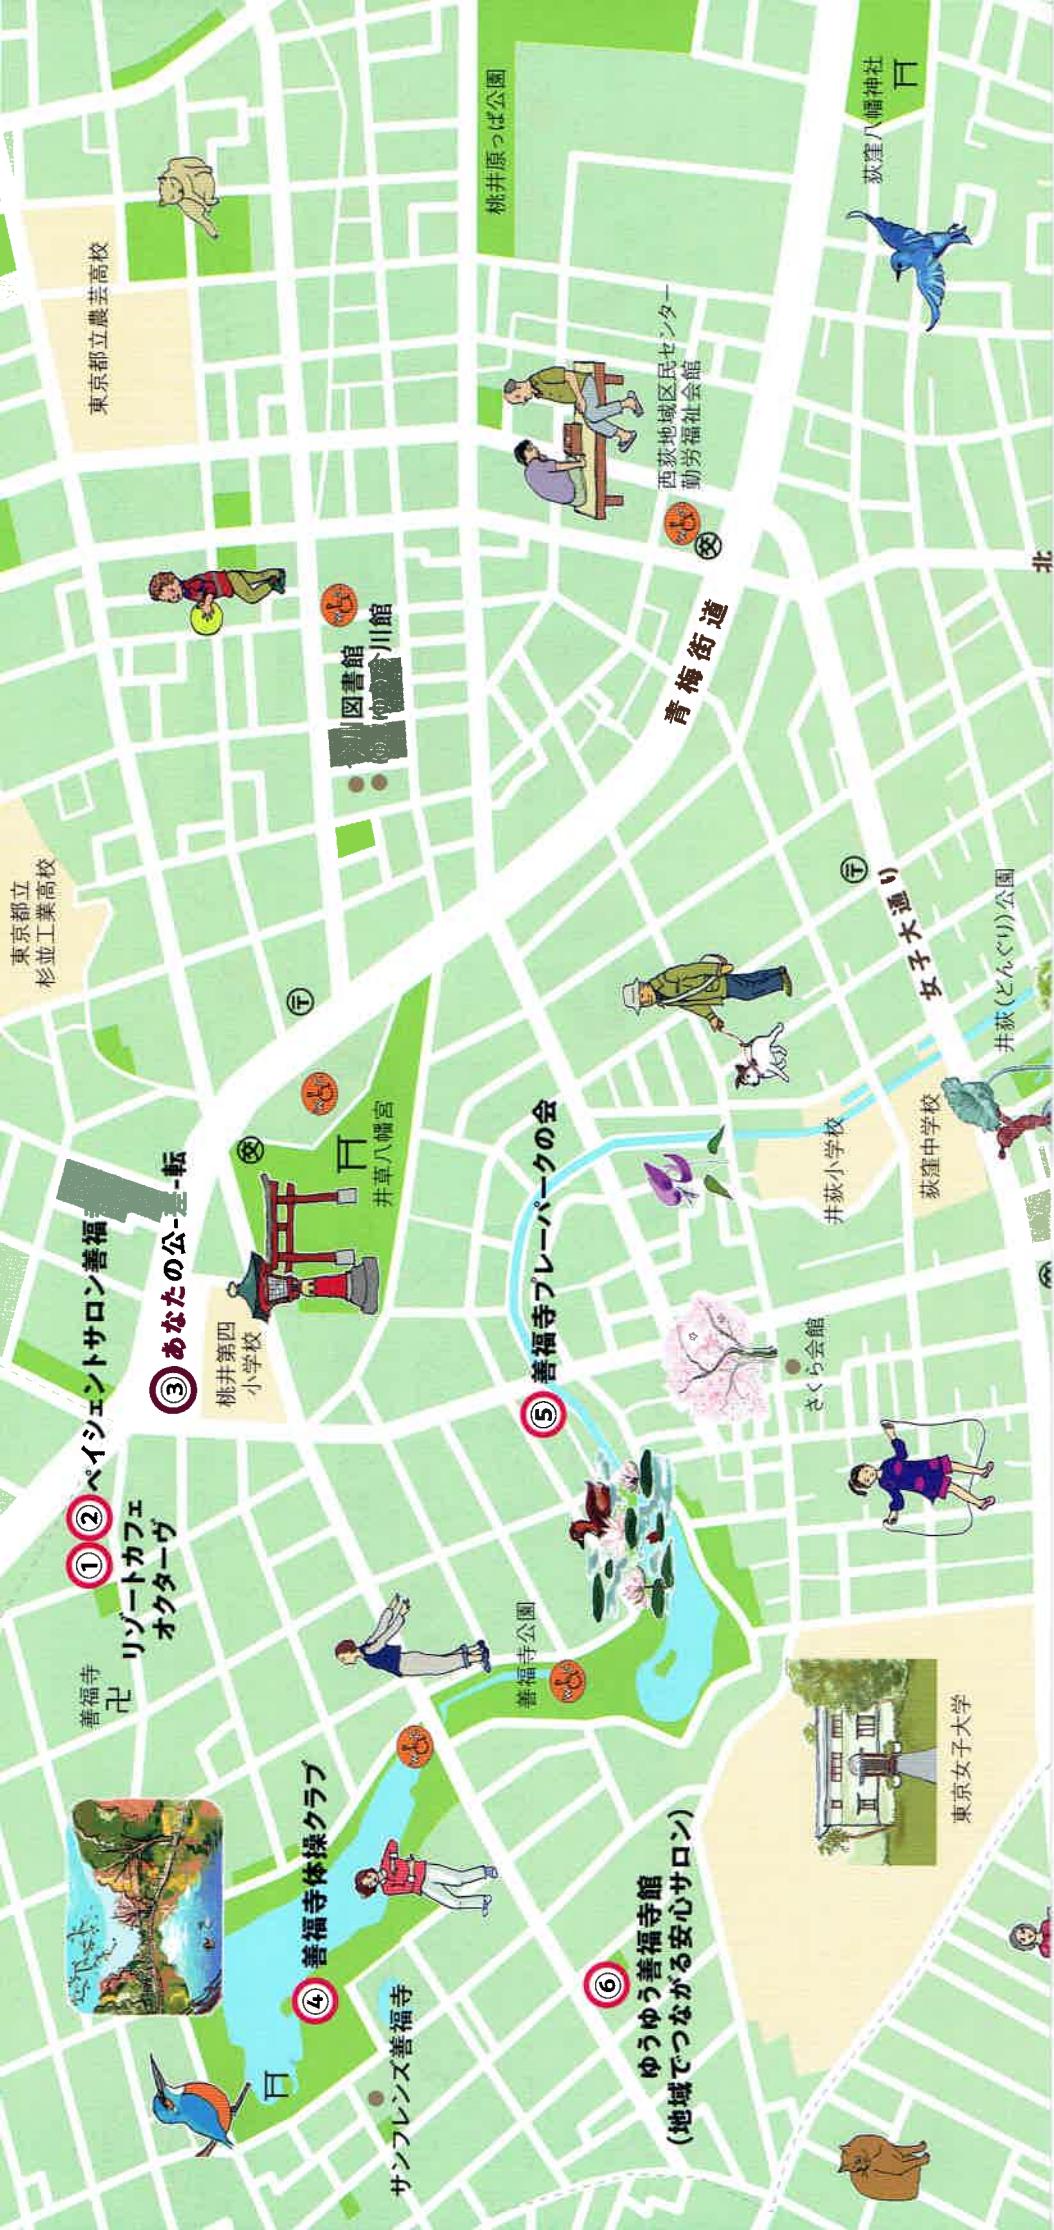 東京都立農芸高校
桃井原っぱ公園
荻窪八幡神社
西荻地域区民センター
勤労福祉会館
図書館
川館
青梅街道
東京都立
杉並工業高校
女子大通り
井荻(どんぐり)公園
井荻小学校
荻窪中学校
井草八幡宮
桃井第四
小学校
① ② ペイシェントサロン善福
リゾートカフェ
オクターヴ
③ あなたの公-
転
⑤ 善福寺プレーパークの会
さくら会館
善福寺
卍
善福寺公園
東京女子大学
④ 善福寺体操クラブ
サンフレンズ善福寺
⑥ ゆうゆう善福寺館
(地域でつながる安心サロン)
北
交
交
〒
〒